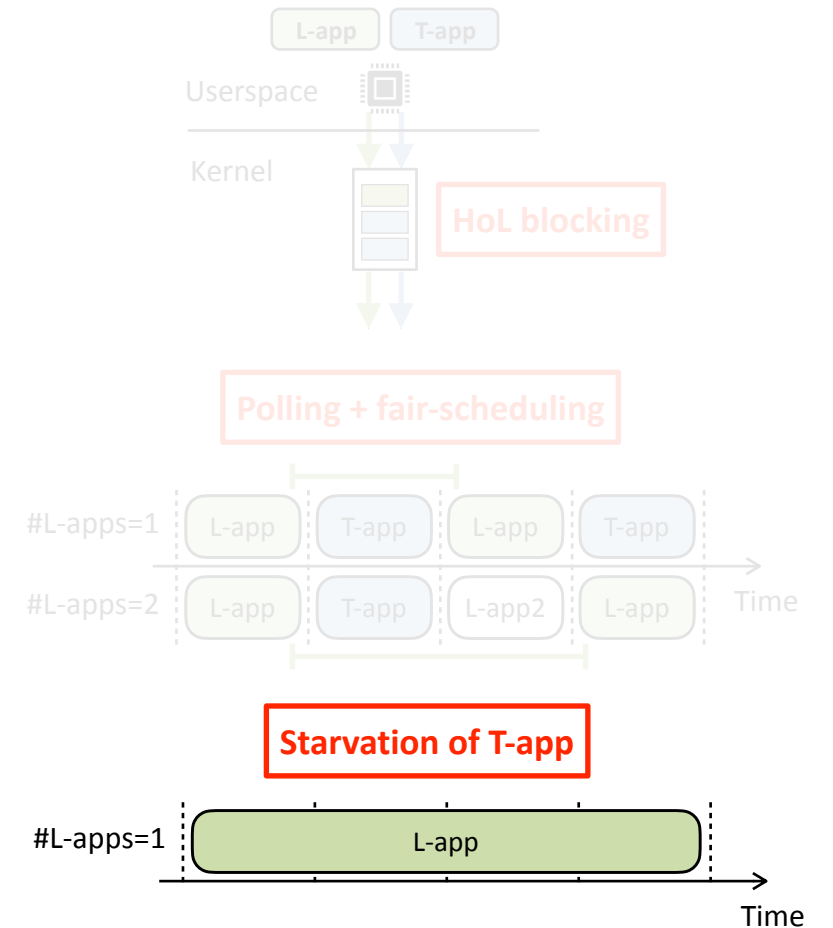 L-app T-app
Userspace
Kernel
HoL blocking
Polling + fair-scheduling
#L-apps=1 L-app T-app L-app T-app
Time
#L-apps=2 L-app T-app L-app2 L-app
Starvation of T-app
#L-apps=1 L-app
Time